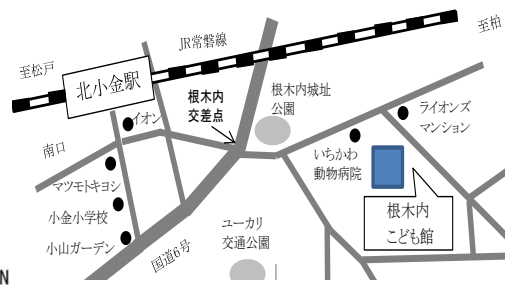 JR常磐線
至柏
至松戸
北小金駅
根木内
交差点
根木内城址
公園
イオン
ライオンズ
マンション
南口
いちかわ
動物病院
マツモトキヨシ
小金小学校
根木内
こども館
ユーカリ
交通公園
小山ガーデン
国道6号
N